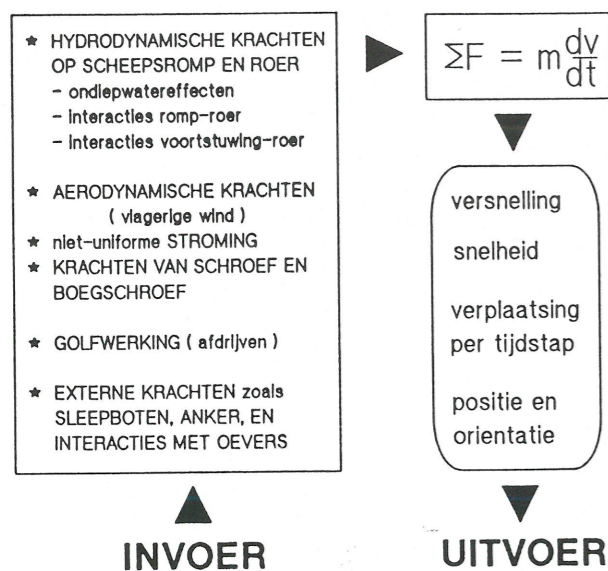 ★ HYDRODYNAMISCHE KRACHTEN
OP SCHEEPSROMP EN ROER
- ondiepwatereffecten
- interacties romp-roer
- interacties voortstuwing-roer
★ AERODYNAMISCHE KRACHTEN
( vlagerige wind )
★ niet-uniforme STROMING
★ KRACHTEN VAN SCHROEF EN
BOEGSCHROEF
★ GOLFWERKING ( afdrijven )
★ EXTERNE KRACHTEN zoals
SLEEPBOTEN, ANKER, EN
INTERACTIES MET OEVERS
INVOER
ΣF = m dv/dt
versnelling
snelheid
verplaatsing
per tijdstap
positie en
orientatie
UITVOER